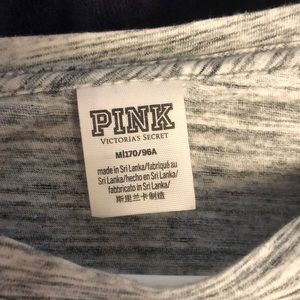 PINK
VICTORIA'S SECRET
M|170/96A
made in Sri Lanka/fabriqué au
Sri Lanka/hecho en Sri Lanka/
fabbricato in Sri Lanka/
斯里兰卡制造